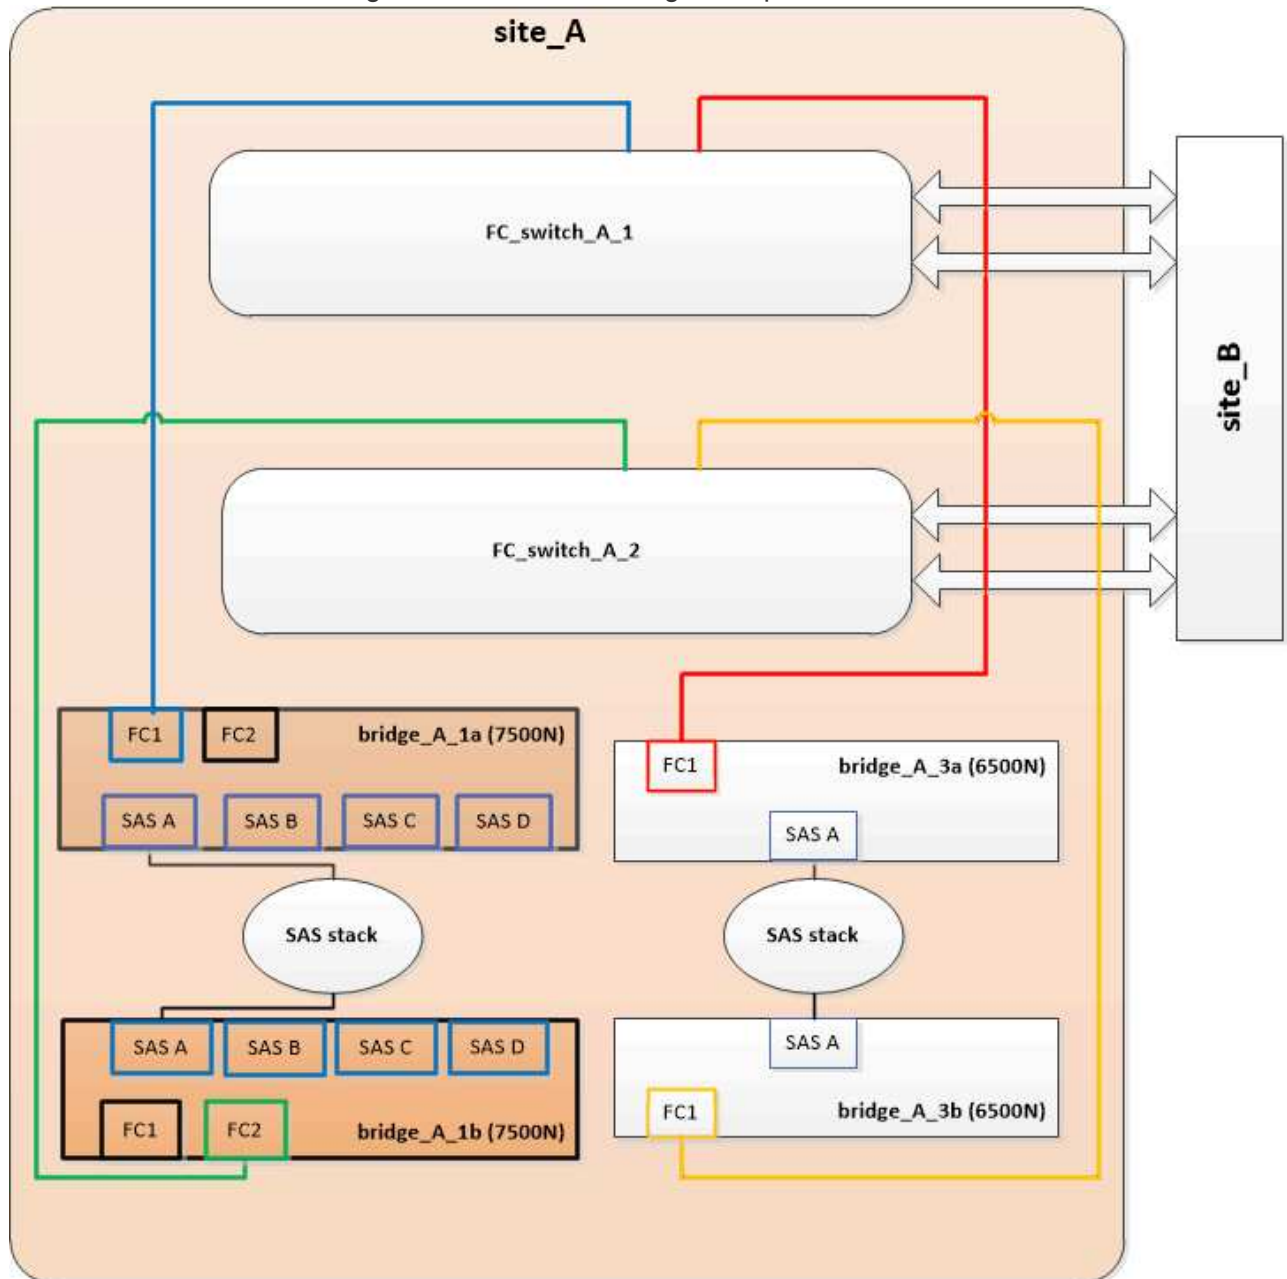 site_A
FC_switch_A_1
site_B
FC_switch_A_2
FC1
FC2
bridge_A_1a (7500N)
SAS A
SAS B
SAS C
SAS D
FC1
bridge_A_3a (6500N)
SAS A
SAS stack
SAS stack
SAS A
SAS B
SAS C
SAS D
FC1
FC2
bridge_A_1b (7500N)
SAS A
FC1
bridge_A_3b (6500N)